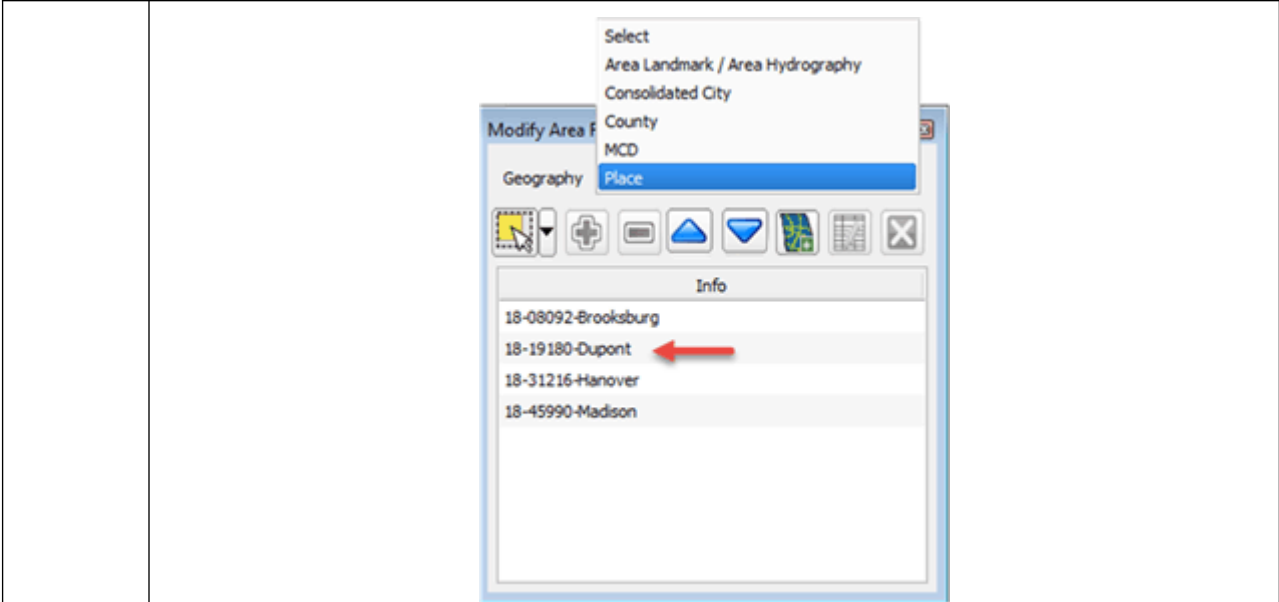 Select
Area Landmark / Area Hydrography
Consolidated City
County
MCD
Place
Modify Area
Geography
Info
18-08092-Brooksburg
18-19180-Dupont
18-31216-Hanover
18-45990-Madison